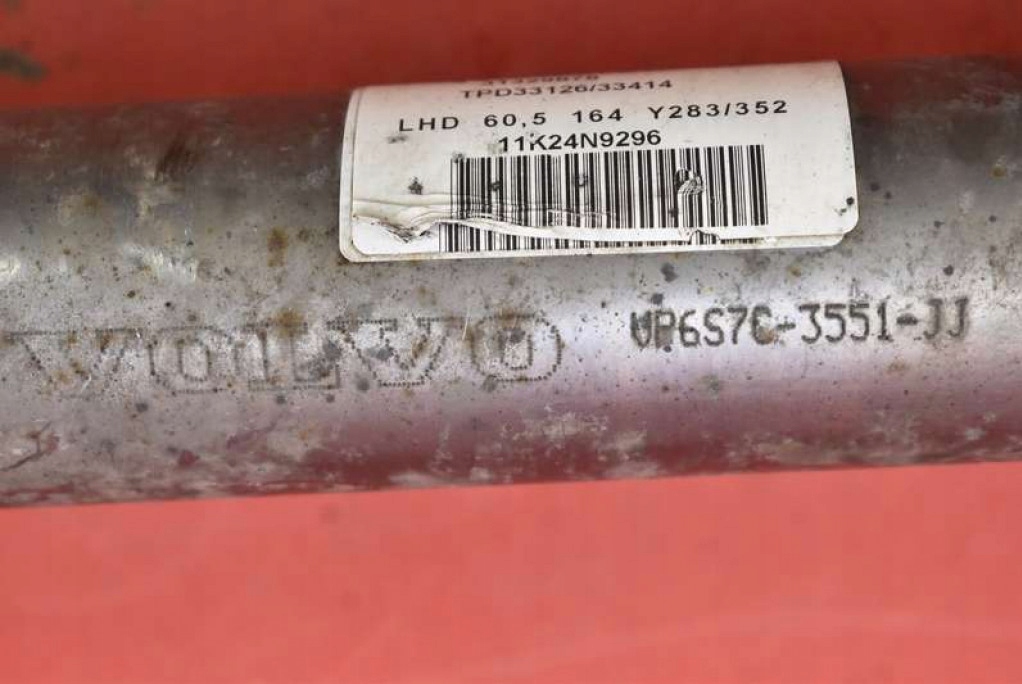 TPD33126/33414
LHD 60,5 164 Y283/352
11K24N9296
VOLVO VP6S7C-3551-JJ